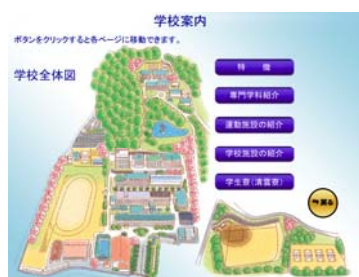 学校案内
ボタンをクリックすると各ページに移動できます。
学校全体図
特　徴
専門学科紹介
運動施設の紹介
学校施設の紹介
学生寮(清雲寮)
戻る